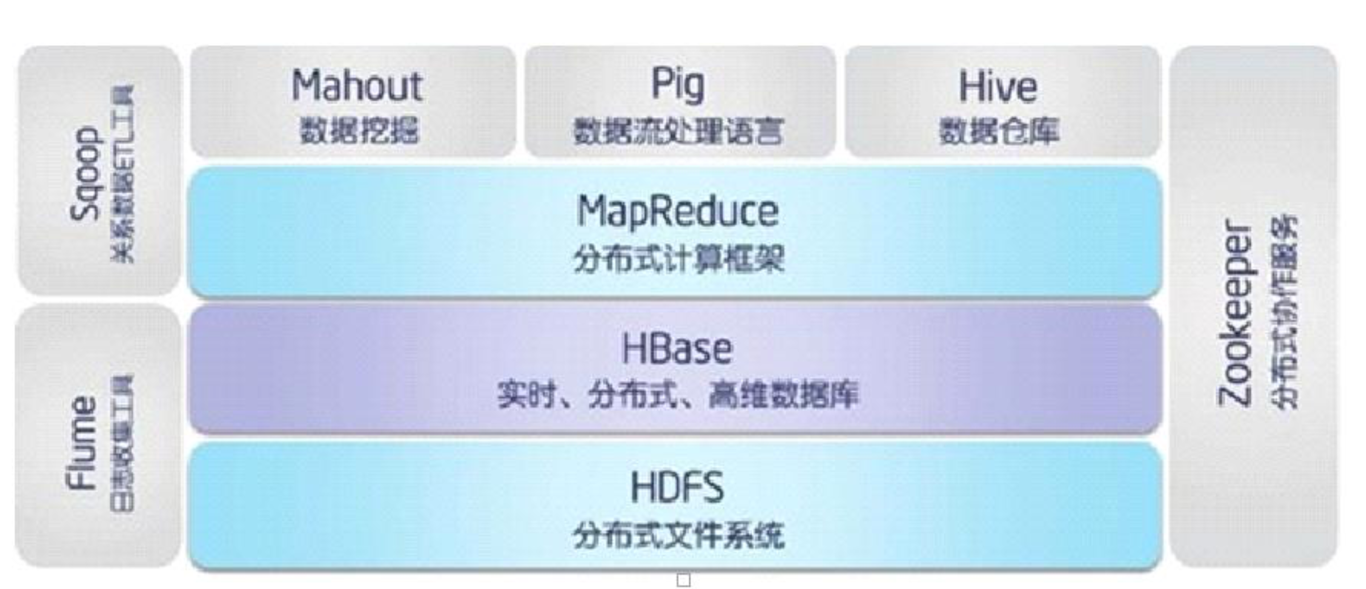 Sqoop
关系数据ETL工具
Mahout
数据挖掘
Pig
数据流处理语言
Hive
数据仓库
MapReduce
分布式计算框架
Flume
日志收集工具
HBase
实时、分布式、高维数据库
HDFS
分布式文件系统
Zookeeper
分布式协作服务